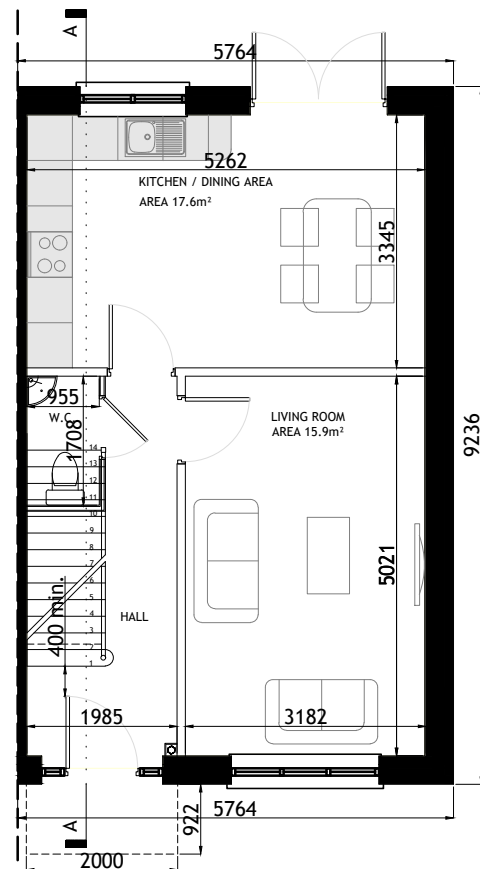 A
5764
5262
KITCHEN / DINING AREA
AREA 17.6m²
3345
955
W.C
1708
LIVING ROOM
AREA 15.9m²
9236
14
13
12
11
10
9
8
7
6
5
4
3
2
1
5021
400 min.
HALL
1985
3182
A
922
5764
2000